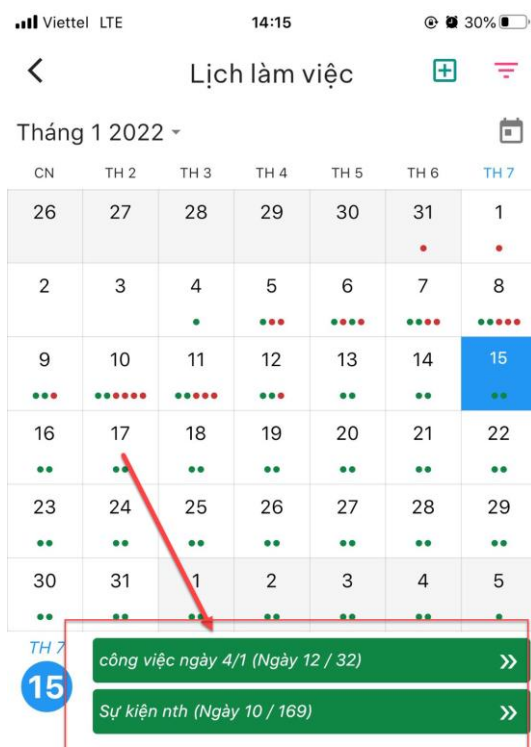 Viettel LTE 14:15 30%
Lịch làm việc
Tháng 1 2022
CN TH 2 TH 3 TH 4 TH 5 TH 6 TH 7
26 27 28 29 30 31 1
2 3 4 5 6 7 8
9 10 11 12 13 14 15
16 17 18 19 20 21 22
23 24 25 26 27 28 29
30 31 1 2 3 4 5
TH 7
15
công việc ngày 4/1 (Ngày 12 / 32) »
Sự kiện nth (Ngày 10 / 169) »